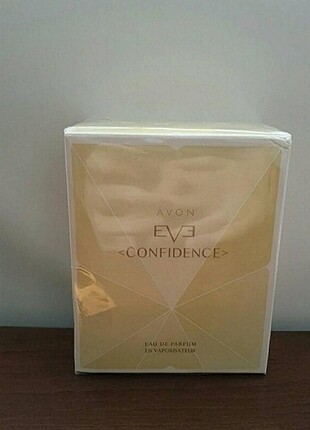 AVON
EVE
<CONFIDENCE>
EAU DE PARFUM
EN VAPORISATEUR